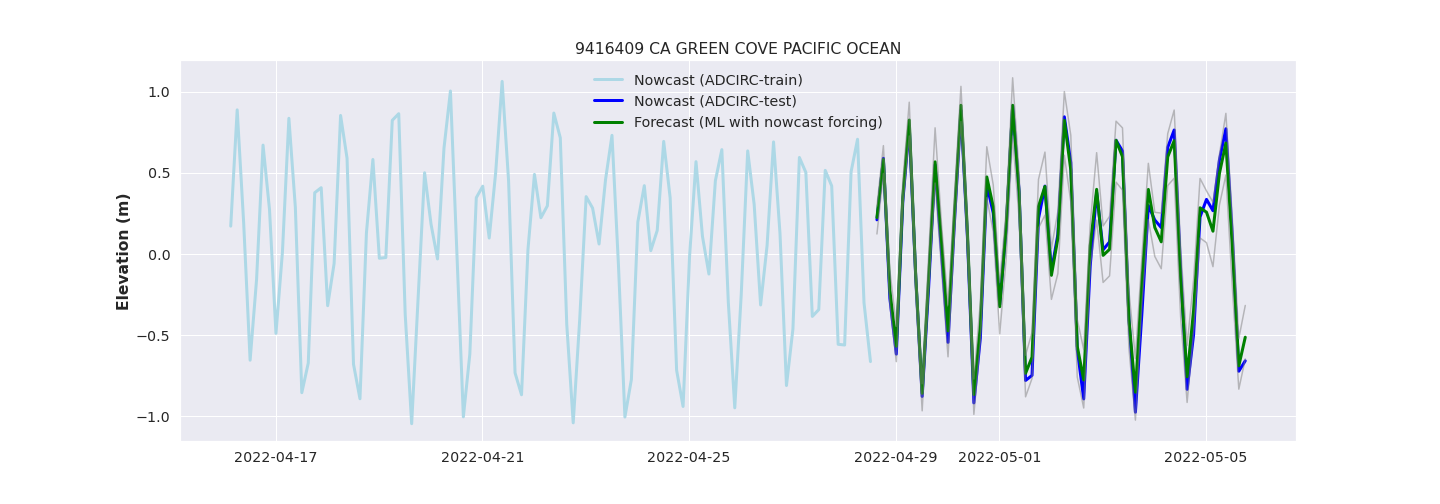 9416409 CA GREEN COVE PACIFIC OCEAN
Nowcast (ADCIRC-train)
Nowcast (ADCIRC-test)
Forecast (ML with nowcast forcing)
Elevation (m)
1.0
0.5
0.0
−0.5
−1.0
2022-04-17 2022-04-21 2022-04-25 2022-04-29 2022-05-01 2022-05-05